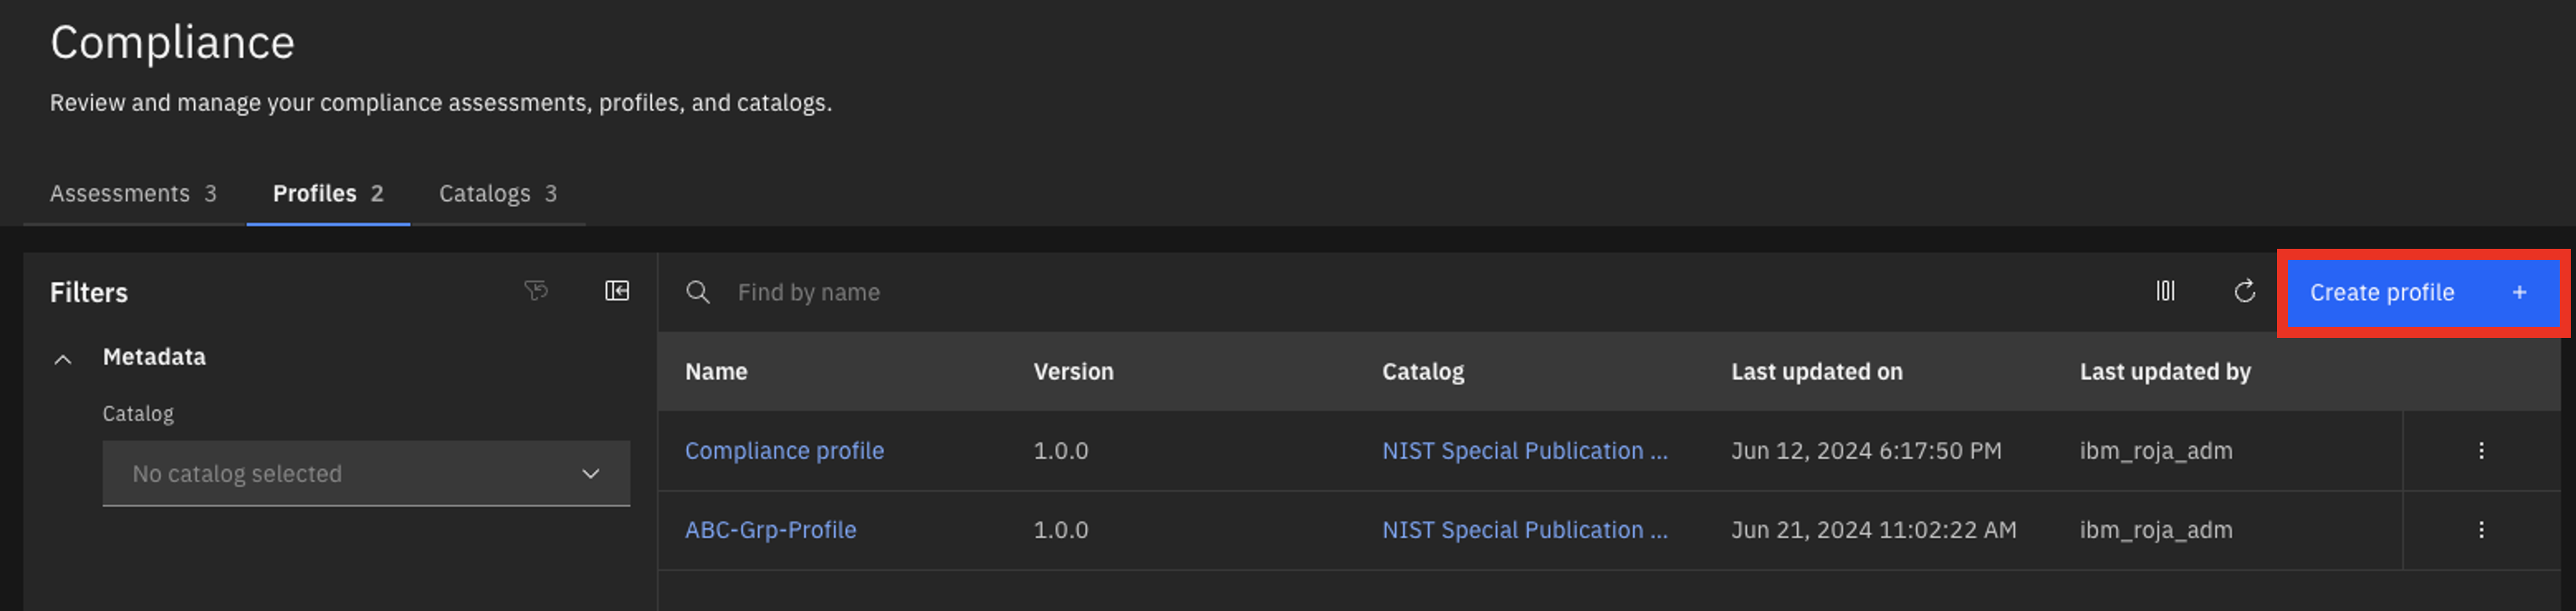 Compliance
Review and manage your compliance assessments, profiles, and catalogs.
Assessments 3 Profiles 2 Catalogs 3
Filters
Find by name
Create profile +
Metadata
Catalog
No catalog selected
Name Version Catalog Last updated on Last updated by
Compliance profile 1.0.0 NIST Special Publication ... Jun 12, 2024 6:17:50 PM ibm_roja_adm
ABC-Grp-Profile 1.0.0 NIST Special Publication ... Jun 21, 2024 11:02:22 AM ibm_roja_adm